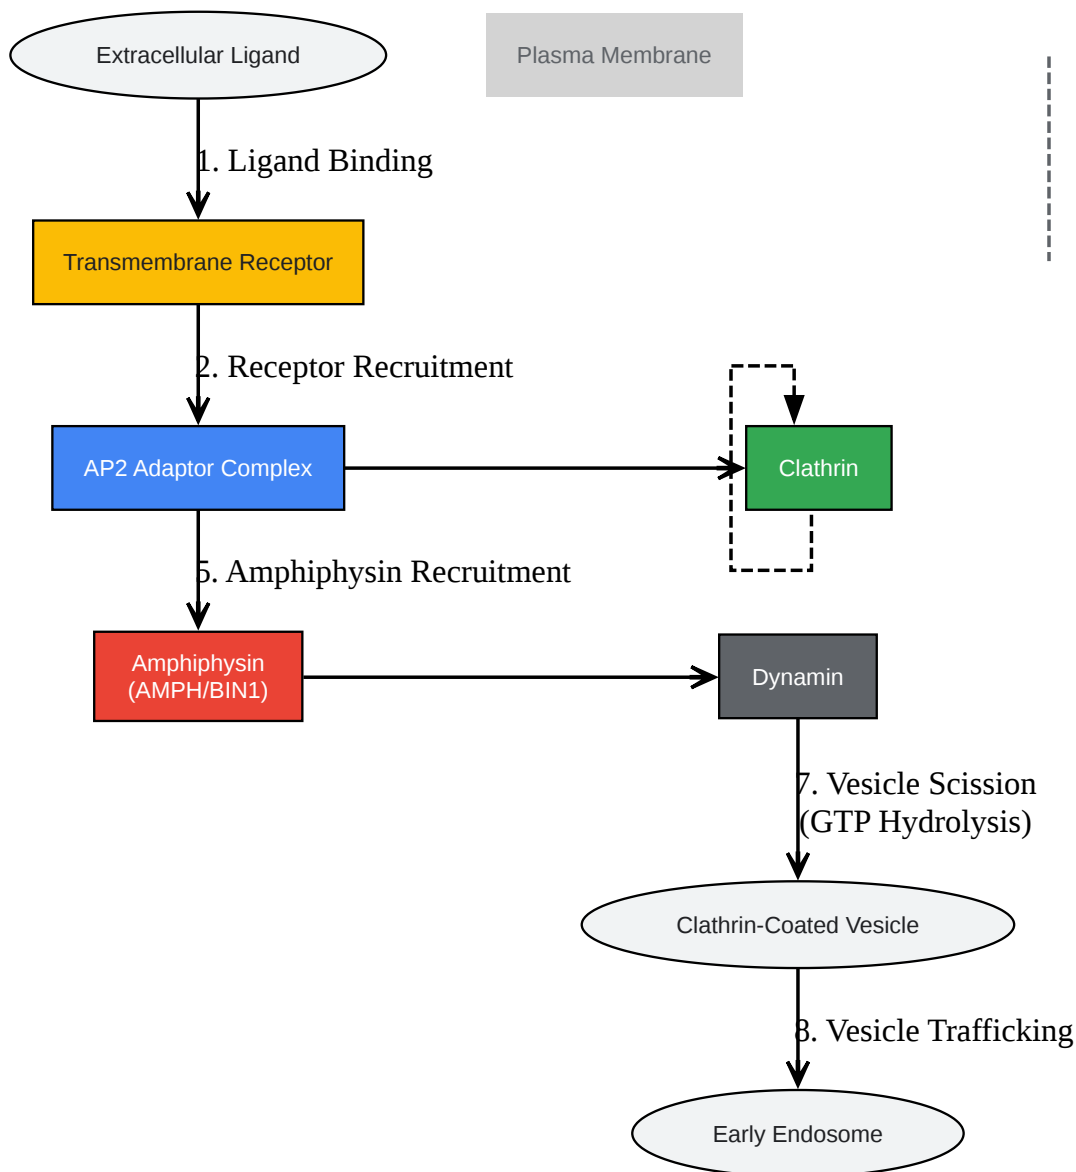 Extracellular Ligand
Plasma Membrane
1. Ligand Binding
Transmembrane Receptor
2. Receptor Recruitment
AP2 Adaptor Complex
Clathrin
5. Amphiphysin Recruitment
Amphiphysin
(AMPH/BIN1)
Dynamin
7. Vesicle Scission
(GTP Hydrolysis)
Clathrin-Coated Vesicle
8. Vesicle Trafficking
Early Endosome